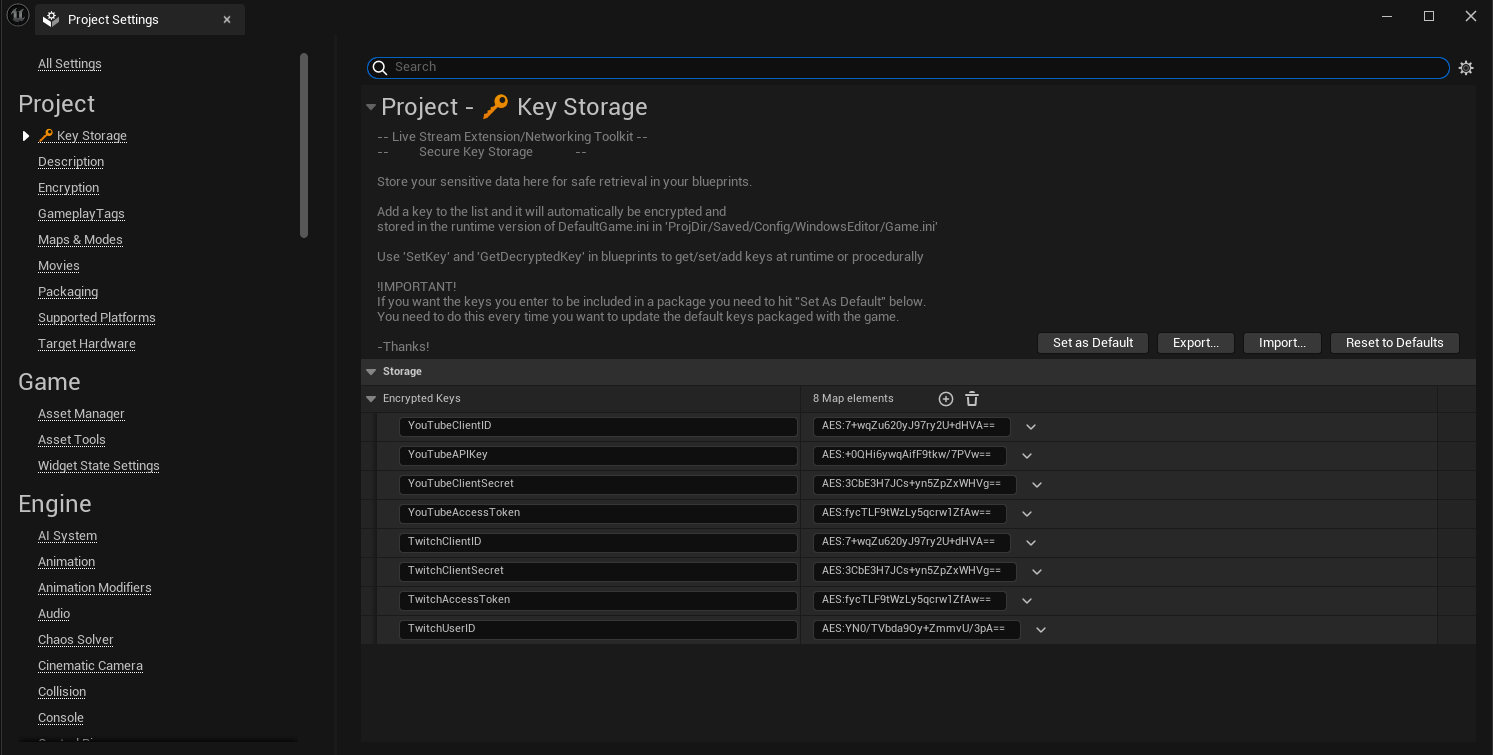 Project Settings
All Settings
Project
Key Storage
Description
Encryption
GameplayTags
Maps & Modes
Movies
Packaging
Supported Platforms
Target Hardware
Game
Asset Manager
Asset Tools
Widget State Settings
Engine
AI System
Animation
Animation Modifiers
Audio
Chaos Solver
Cinematic Camera
Collision
Console
Search
Project - Key Storage
-- Live Stream Extension/Networking Toolkit --
-- Secure Key Storage --
Store your sensitive data here for safe retrieval in your blueprints.
Add a key to the list and it will automatically be encrypted and
stored in the runtime version of DefaultGame.ini in 'ProjDir/Saved/Config/WindowsEditor/Game.ini'
Use 'SetKey' and 'GetDecryptedKey' in blueprints to get/set/add keys at runtime or procedurally
!IMPORTANT!
If you want the keys you enter to be included in a package you need to hit "Set As Default" below.
You need to do this every time you want to update the default keys packaged with the game.
-Thanks!
Set as Default Export... Import... Reset to Defaults
Storage
Encrypted Keys 8 Map elements
YouTubeClientID AES:7+wqZu620yJ97ry2U+dHVA==
YouTubeAPIKey AES:+0QHi6ywqAifF9tkw/7PVw==
YouTubeClientSecret AES:3CbE3H7JCs+yn5ZpZxWHVg==
YouTubeAccessToken AES:fycTLF9tWzLy5qcrw1ZfAw==
TwitchClientID AES:7+wqZu620yJ97ry2U+dHVA==
TwitchClientSecret AES:3CbE3H7JCs+yn5ZpZxWHVg==
TwitchAccessToken AES:fycTLF9tWzLy5qcrw1ZfAw==
TwitchUserID AES:YN0/TVbda9Oy+ZmmvU/3pA==